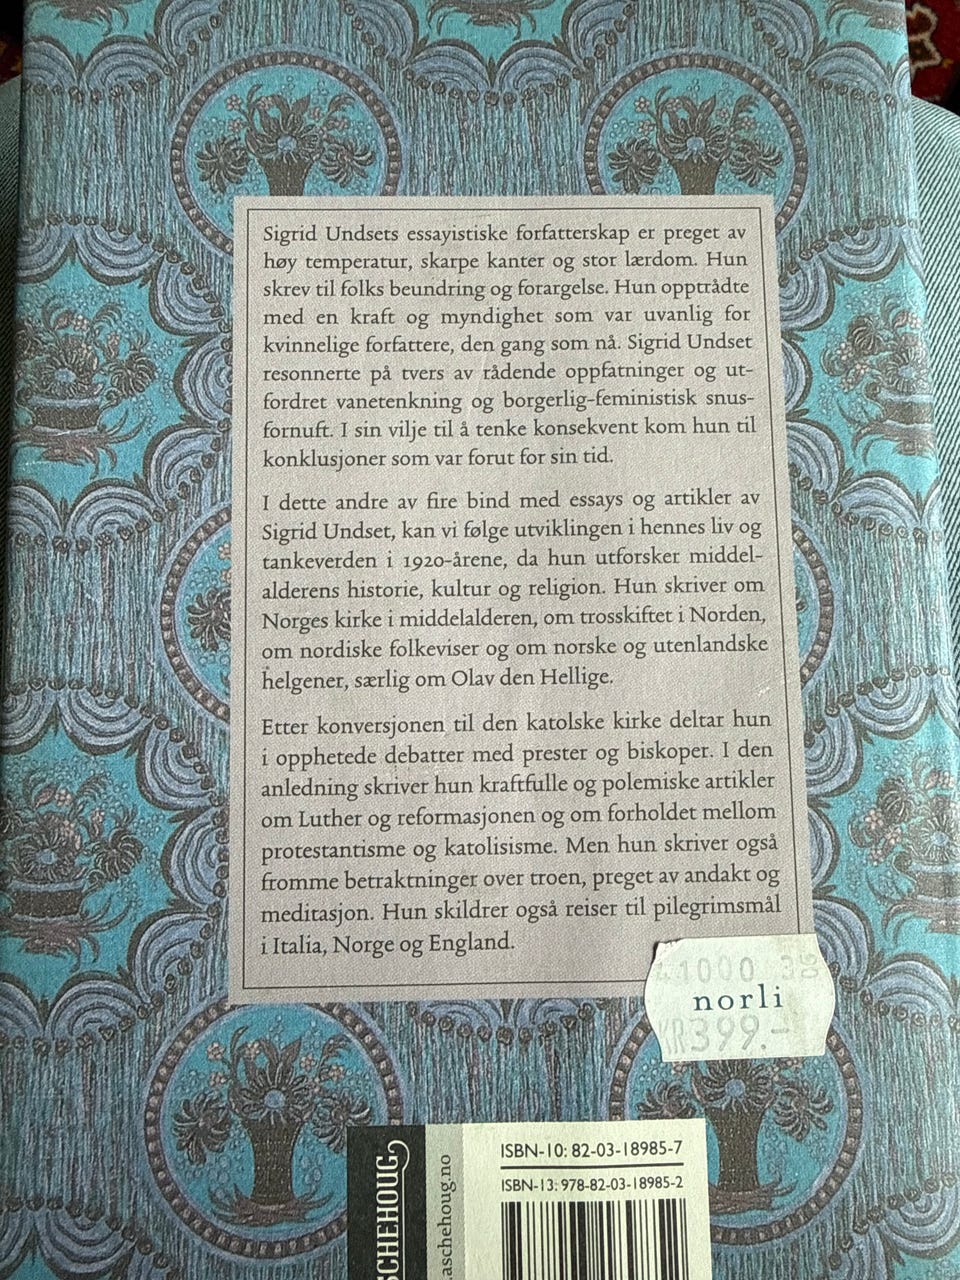 Sigrid Undsets essayistiske forfatterskap er preget av
høy temperatur, skarpe kanter og stor lærdom. Hun
skrev til folks beundring og forargelse. Hun opptrådte
med en kraft og myndighet som var uvanlig for
kvinnelige forfattere, den gang som nå. Sigrid Undset
resonnerte på tvers av rådende oppfatninger og ut-
fordret vanetenkning og borgerlig-feministisk snus-
fornuft. I sin vilje til å tenke konsekvent kom hun til
konklusjoner som var forut for sin tid.
I dette andre av fire bind med essays og artikler av
Sigrid Undset, kan vi følge utviklingen i hennes liv og
tankeverden i 1920-årene, da hun utforsker middel-
alderens historie, kultur og religion. Hun skriver om
Norges kirke i middelalderen, om trosskiftet i Norden,
om nordiske folkeviser og om norske og utenlandske
helgener, særlig om Olav den Hellige.
Etter konversjonen til den katolske kirke deltar hun
i opphetede debatter med prester og biskoper. I den
anledning skriver hun kraftfulle og polemiske artikler
om Luther og reformasjonen og om forholdet mellom
protestantisme og katolisisme. Men hun skriver også
fromme betraktninger over troen, preget av andakt og
meditasjon. Hun skildrer også reiser til pilegrimsmål
i Italia, Norge og England.
1000
norli
KR399.-
SCHEHOUG
aschehoug.no
ISBN-10: 82-03-18985-7
ISBN-13: 978-82-03-18985-2